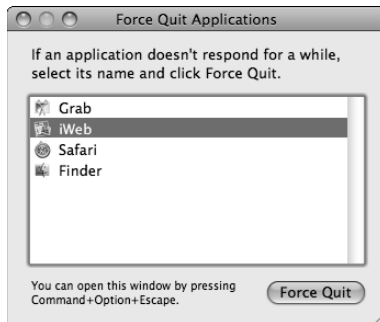 Force Quit Applications
If an application doesn't respond for a while,
select its name and click Force Quit.
Grab
iWeb
Safari
Finder
You can open this window by pressing
Command+Option+Escape.
Force Quit